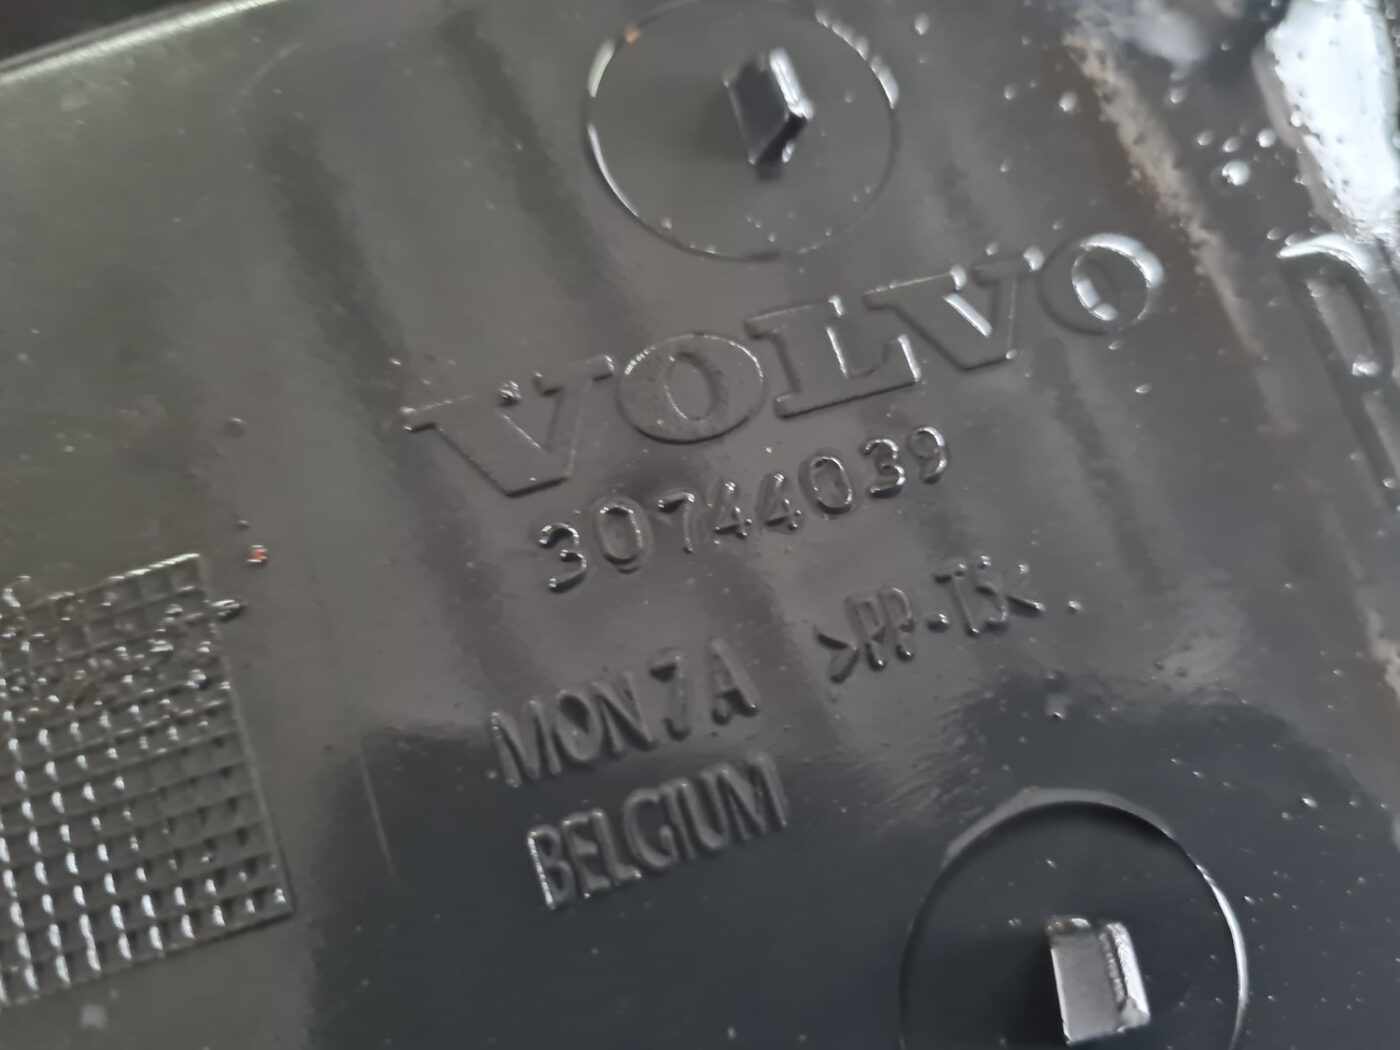 VOLVO
30744039
>PP-T5<
MONZA
BELGIUM